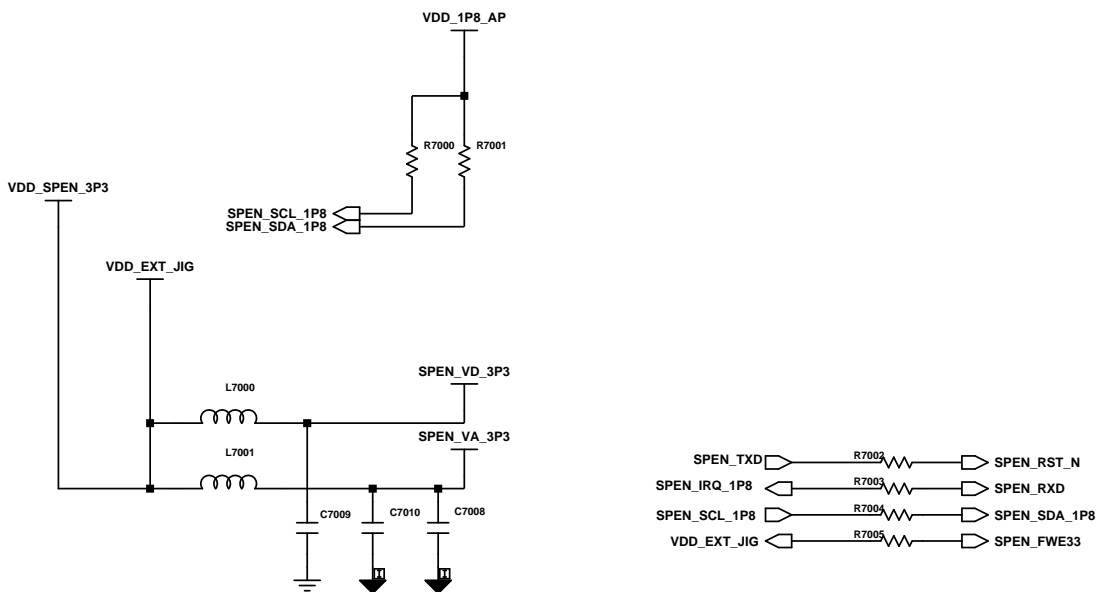 VDD_1P8_AP
R7000 R7001
VDD_SPEN_3P3
SPEN_SCL_1P8
SPEN_SDA_1P8
VDD_EXT_JIG
L7000
SPEN_VD_3P3
L7001
SPEN_VA_3P3
C7009 C7010 C7008
I I
SPEN_TXD R7002 SPEN_RST_N
SPEN_IRQ_1P8 R7003 SPEN_RXD
SPEN_SCL_1P8 R7004 SPEN_SDA_1P8
VDD_EXT_JIG R7005 SPEN_FWE33